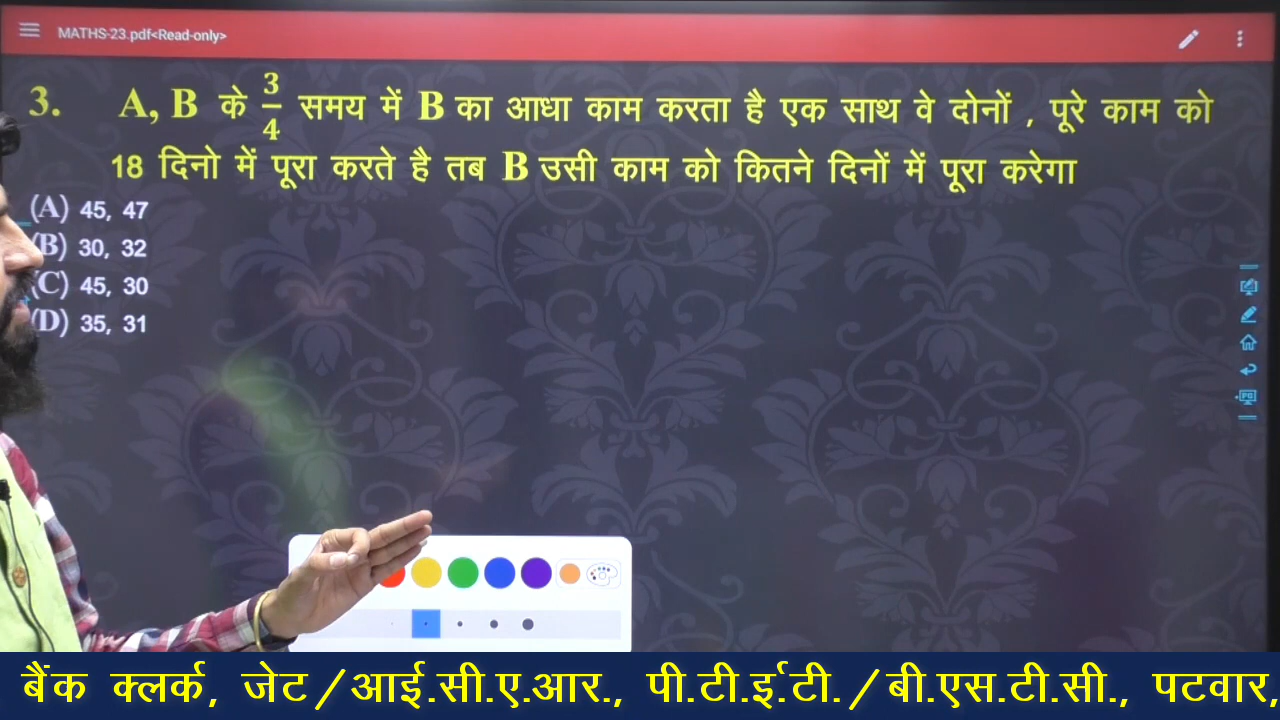 MATHS-23.pdf<Read-only>
3. A, B के 3/4 समय में B का आधा काम करता है एक साथ वे दोनों , पूरे काम को
18 दिनो में पूरा करते है तब B उसी काम को कितने दिनों में पूरा करेगा
(A) 45, 47
(B) 30, 32
(C) 45, 30
(D) 35, 31
बैंक क्लर्क, जेट/आई.सी.ए.आर., पी.टी.ई.टी./बी.एस.टी.सी., पटवार,